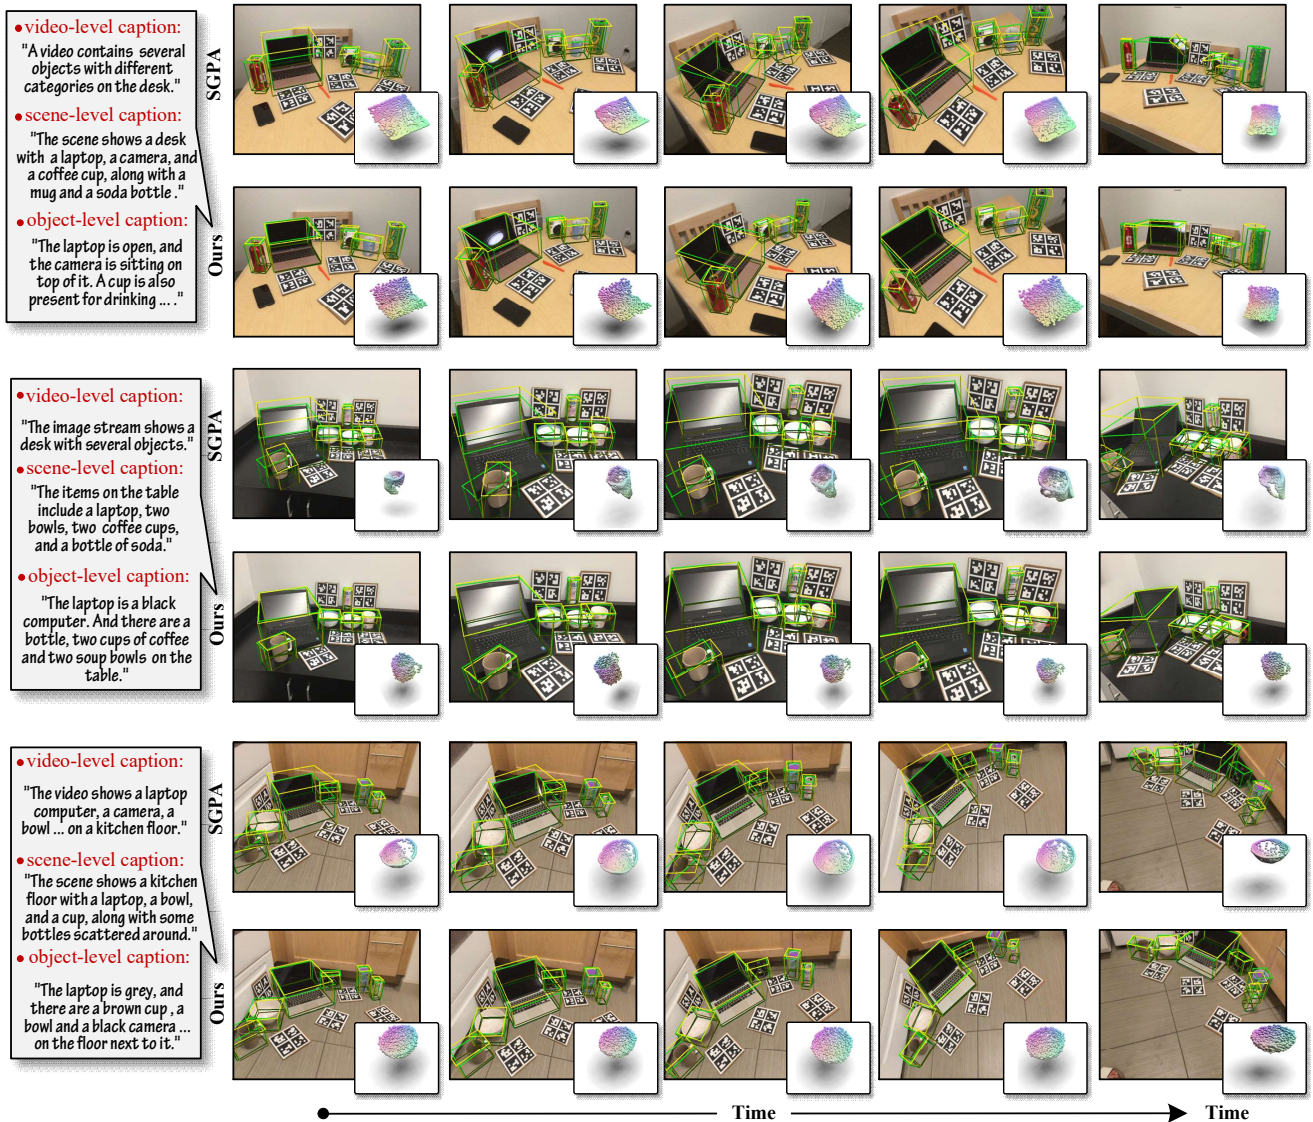 video-level caption:
"A video contains several
objects with different
categories on the desk."
scene-level caption:
"The scene shows a desk
with a laptop, a camera, and
a coffee cup, along with a
mug and a soda bottle ."
object-level caption:
"The laptop is open, and
the camera is sitting on
top of it. A cup is also
present for drinking ... ."
SGPA
Ours
video-level caption:
"The image stream shows a
desk with several objects."
scene-level caption:
"The items on the table
include a laptop, two
bowls, two coffee cups,
and a bottle of soda."
object-level caption:
"The laptop is a black
computer. And there are a
bottle, two cups of coffee
and two soup bowls on the
table."
SGPA
Ours
video-level caption:
"The video shows a laptop
computer, a camera, a
bowl ... on a kitchen floor."
scene-level caption:
"The scene shows a kitchen
floor with a laptop, a bowl,
and a cup, along with some
bottles scattered around."
object-level caption:
"The laptop is grey, and
there are a brown cup , a
bowl and a black camera ...
on the floor next to it."
SGPA
Ours
Time
Time